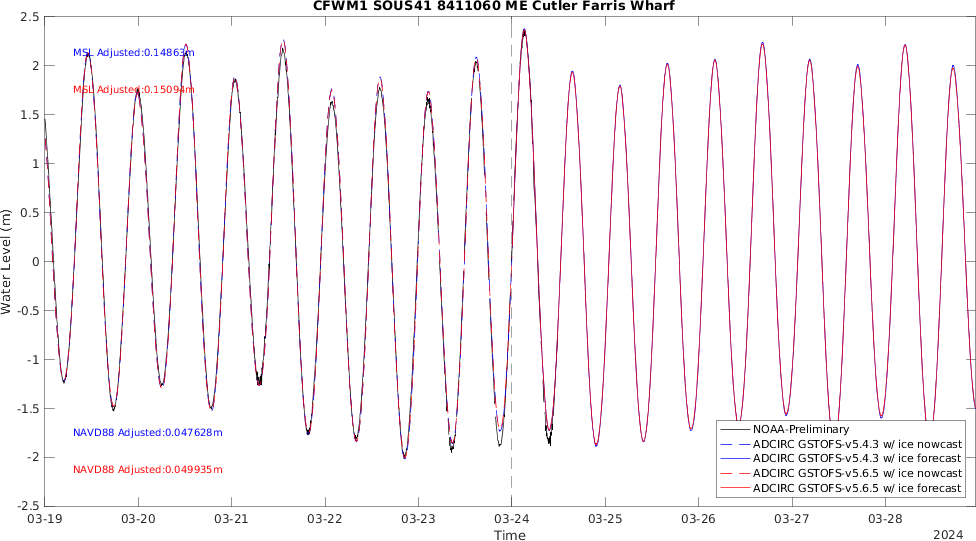 CFWM1 SOUS41 8411060 ME Cutler Farris Wharf
2.5
2
1.5
1
0.5
0
-0.5
-1
-1.5
-2
-2.5
Water Level (m)
MSL Adjusted:0.14863m
MSL Adjusted:0.15094m
NAVD88 Adjusted:0.047628m
NAVD88 Adjusted:0.049935m
NOAA-Preliminary
ADCIRC GSTOFS-v5.4.3 w/ ice nowcast
ADCIRC GSTOFS-v5.4.3 w/ ice forecast
ADCIRC GSTOFS-v5.6.5 w/ ice nowcast
ADCIRC GSTOFS-v5.6.5 w/ ice forecast
03-19 03-20 03-21 03-22 03-23 03-24 03-25 03-26 03-27 03-28
Time
2024